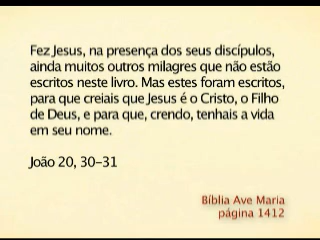 Fez Jesus, na presença dos seus discípulos,
ainda muitos outros milagres que não estão
escritos neste livro. Mas estes foram escritos,
para que creiais que Jesus é o Cristo, o Filho
de Deus, e para que, crendo, tenhais a vida
em seu nome.
João 20, 30-31
Bíblia Ave Maria
página 1412